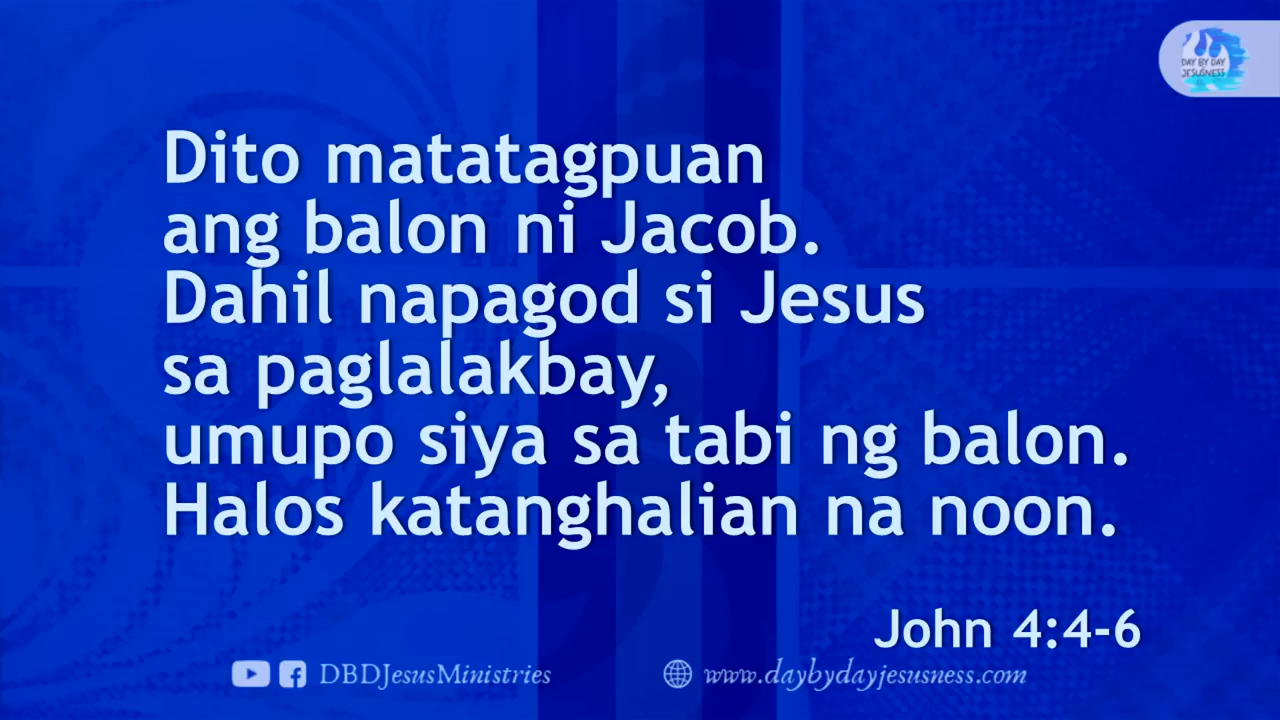 DAY BY DAY
JESUSNESS
Dito matatagpuan
ang balon ni Jacob.
Dahil napagod si Jesus
sa paglalakbay,
umupo siya sa tabi ng balon.
Halos katanghalian na noon.
John 4:4-6
DBDJesusMinistries
www.daybydayjesusness.com